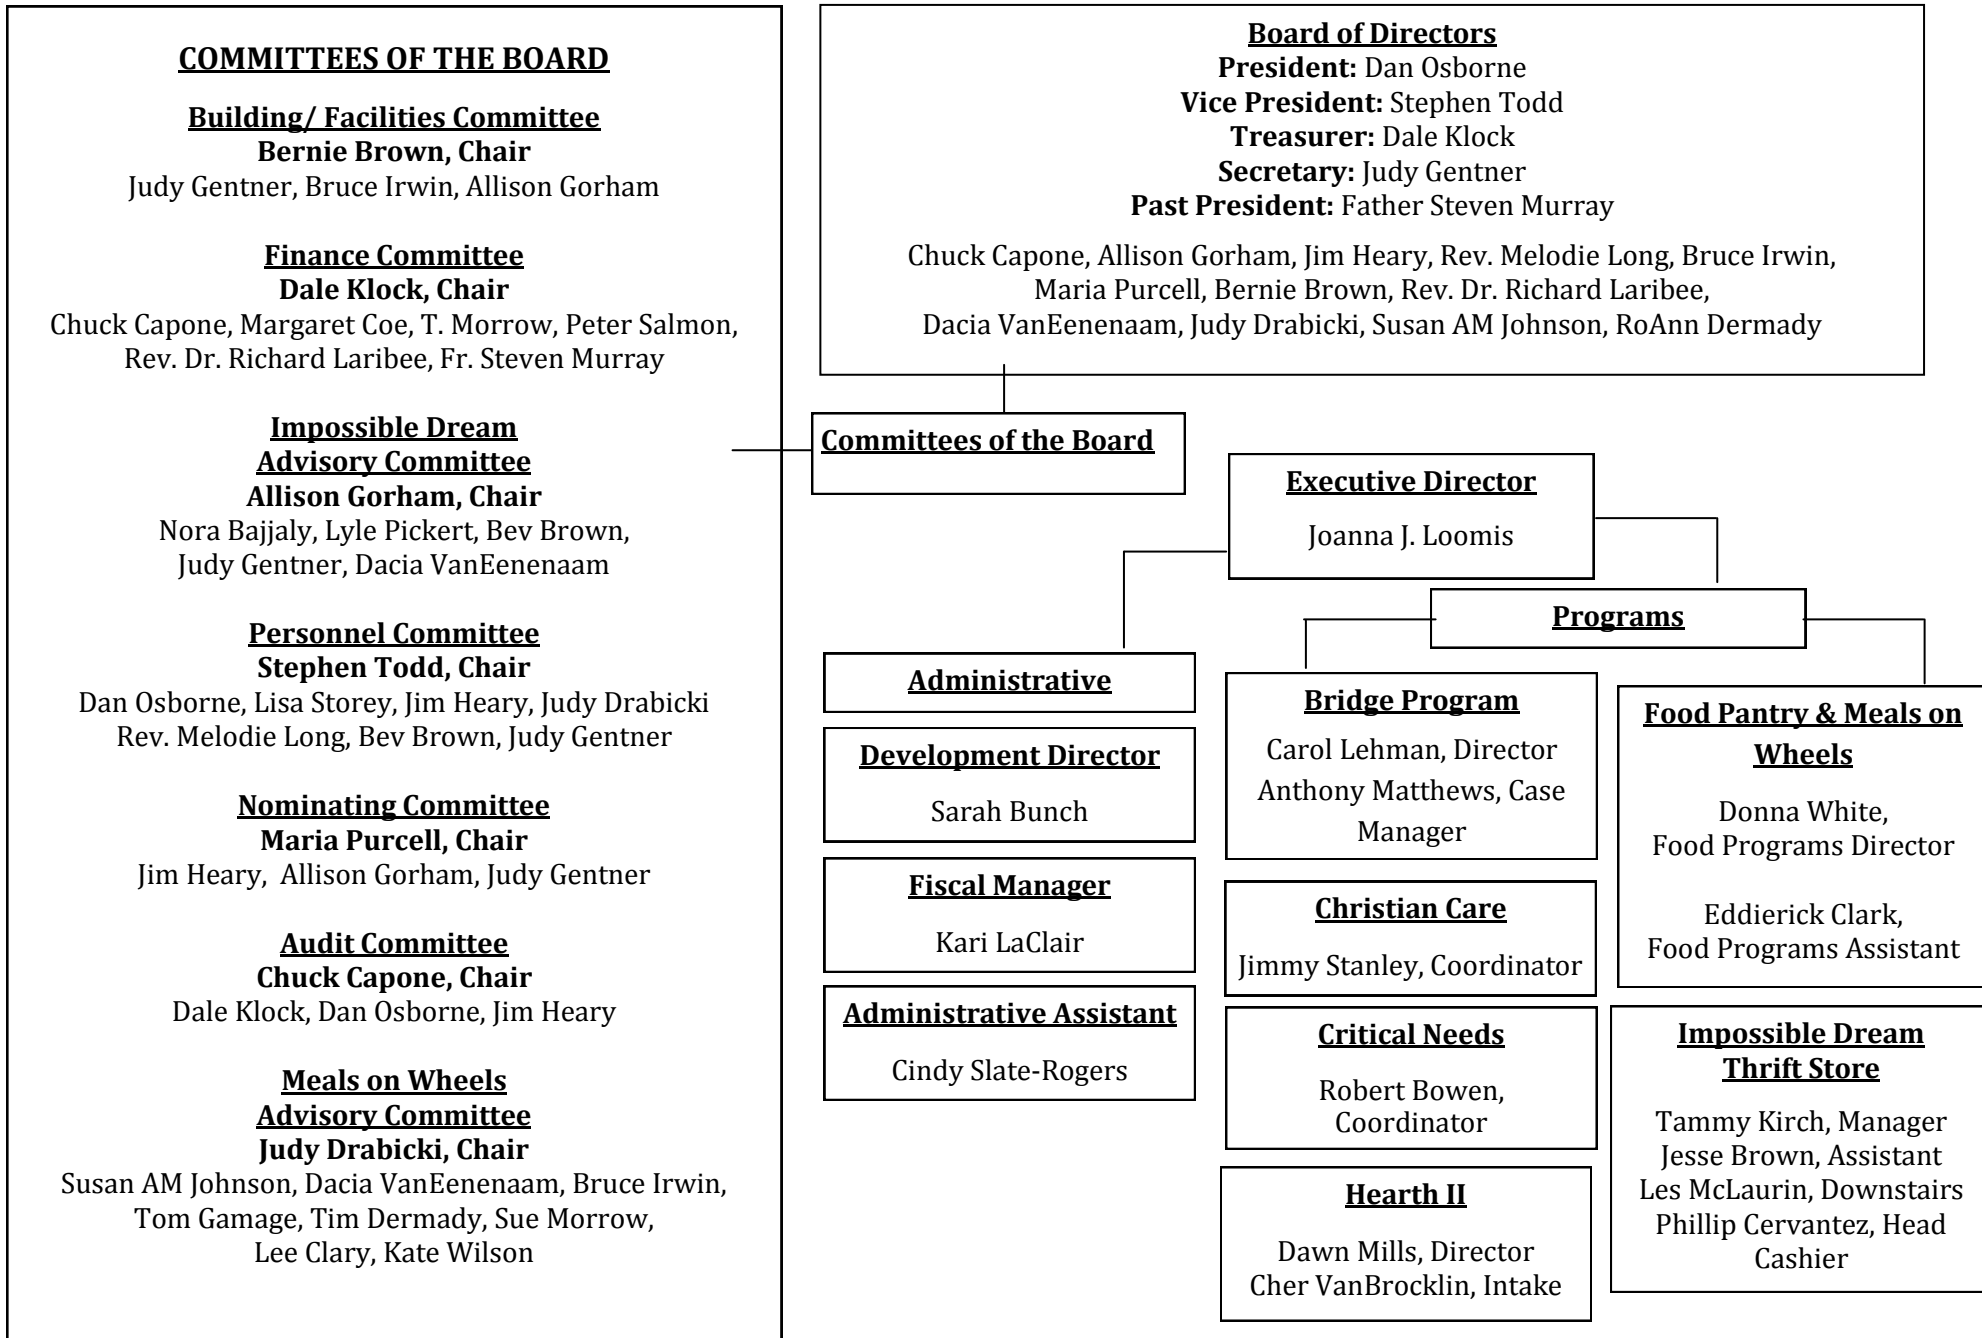 COMMITTEES OF THE BOARD
Building/ Facilities Committee
Bernie Brown, Chair
Judy Gentner, Bruce Irwin, Allison Gorham
Finance Committee
Dale Klock, Chair
Chuck Capone, Margaret Coe, T. Morrow, Peter Salmon,
Rev. Dr. Richard Laribee, Fr. Steven Murray
Impossible Dream
Advisory Committee
Allison Gorham, Chair
Nora Bajjaly, Lyle Pickert, Bev Brown,
Judy Gentner, Dacia VanEenenaam
Personnel Committee
Stephen Todd, Chair
Dan Osborne, Lisa Storey, Jim Heary, Judy Drabicki
Rev. Melodie Long, Bev Brown, Judy Gentner
Nominating Committee
Maria Purcell, Chair
Jim Heary, Allison Gorham, Judy Gentner
Audit Committee
Chuck Capone, Chair
Dale Klock, Dan Osborne, Jim Heary
Meals on Wheels
Advisory Committee
Judy Drabicki, Chair
Susan AM Johnson, Dacia VanEenenaam, Bruce Irwin,
Tom Gamage, Tim Dermady, Sue Morrow,
Lee Clary, Kate Wilson
Board of Directors
President: Dan Osborne
Vice President: Stephen Todd
Treasurer: Dale Klock
Secretary: Judy Gentner
Past President: Father Steven Murray
Chuck Capone, Allison Gorham, Jim Heary, Rev. Melodie Long, Bruce Irwin,
Maria Purcell, Bernie Brown, Rev. Dr. Richard Laribee,
Dacia VanEenenaam, Judy Drabicki, Susan AM Johnson, RoAnn Dermady
Committees of the Board
Executive Director
Joanna J. Loomis
Administrative
Development Director
Sarah Bunch
Fiscal Manager
Kari LaClair
Administrative Assistant
Cindy Slate-Rogers
Programs
Bridge Program
Carol Lehman, Director
Anthony Matthews, Case
Manager
Christian Care
Jimmy Stanley, Coordinator
Critical Needs
Robert Bowen,
Coordinator
Hearth II
Dawn Mills, Director
Cher VanBrocklin, Intake
Food Pantry & Meals on
Wheels
Donna White,
Food Programs Director
Eddierick Clark,
Food Programs Assistant
Impossible Dream
Thrift Store
Tammy Kirch, Manager
Jesse Brown, Assistant
Les McLaurin, Downstairs
Phillip Cervantez, Head
Cashier